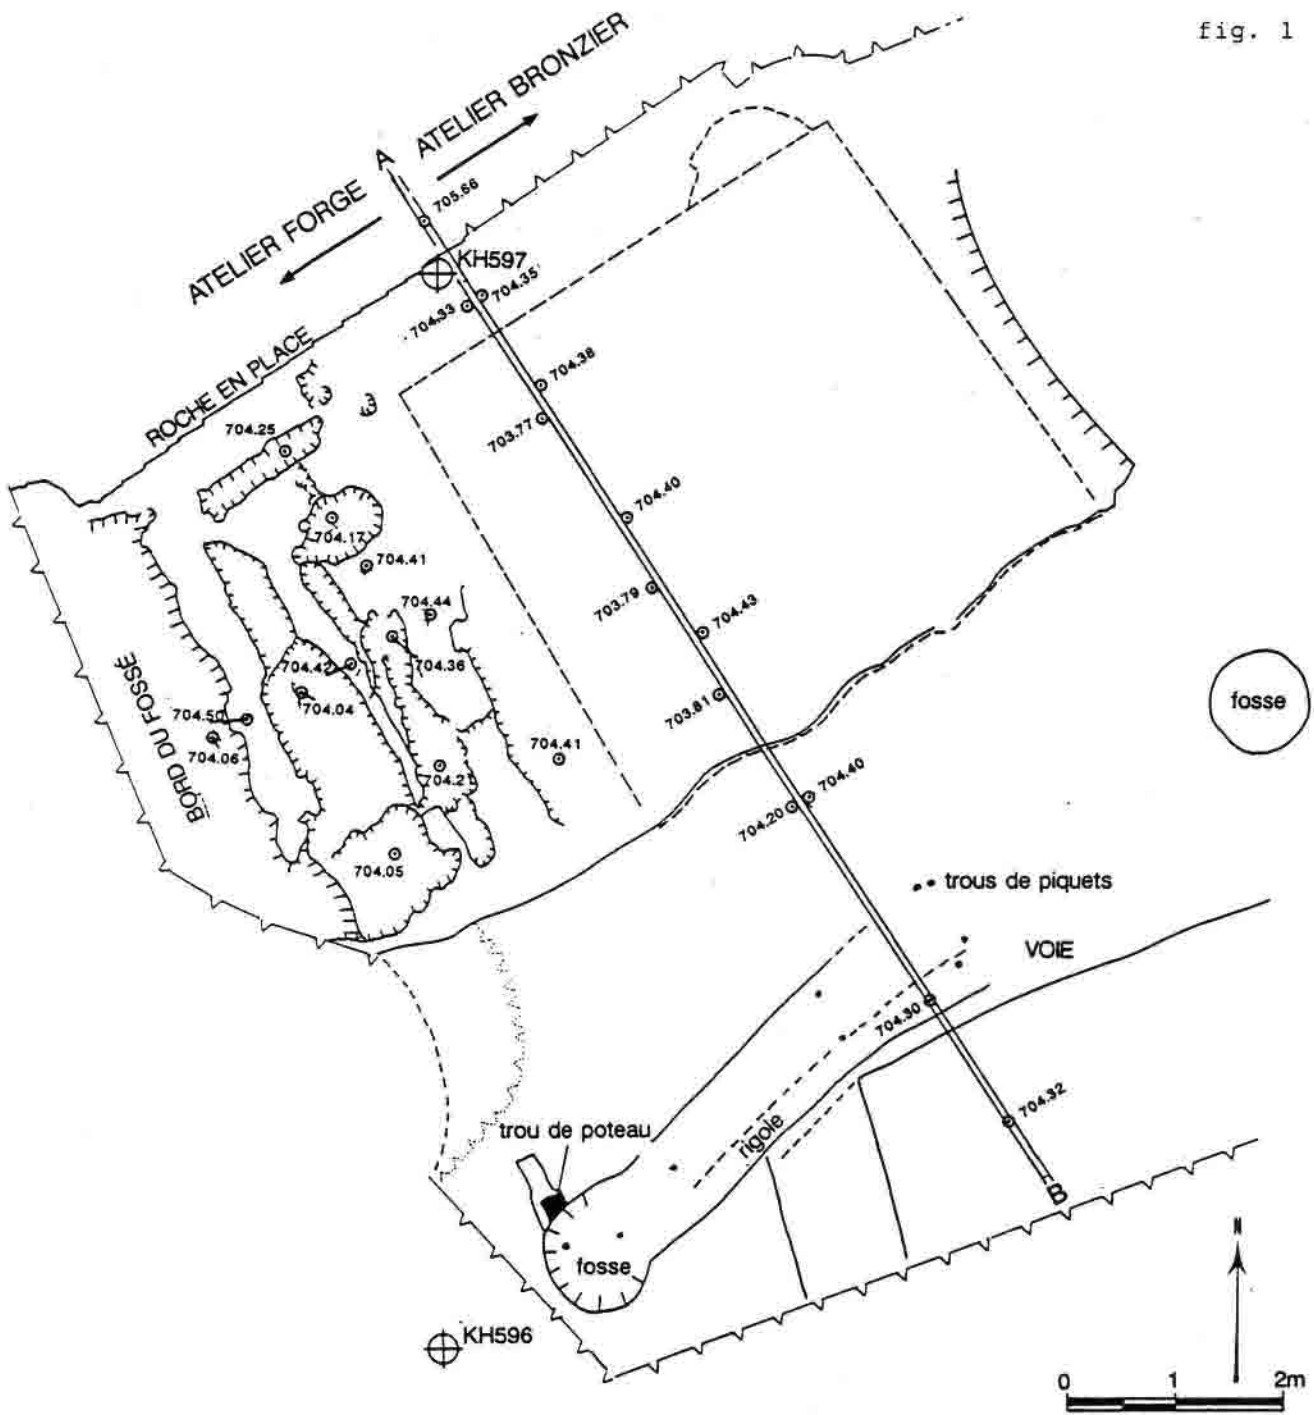 fig. 1
ATELIER BRONZIER
A
ATELIER FORGE
705.66
KH597
704.35
704.33
ROCHE EN PLACE
704.38
704.25
703.77
704.40
704.17
704.41
703.79
704.43
704.44
704.42
704.36
BORD DU FOSSÉ
704.04
703.81
fosse
704.50
704.06
704.41
704.21
704.40
704.20
704.05
trous de piquets
VOIE
704.30
704.32
trou de poteau
rigole
B
fosse
N
KH596
0 1 2m